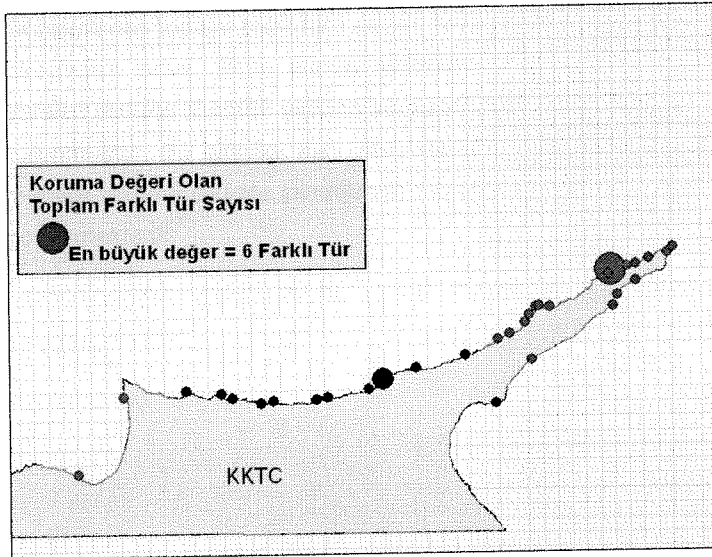 Koruma Değeri Olan
Toplam Farklı Tür Sayısı
En büyük değer = 6 Farklı Tür
KKTC